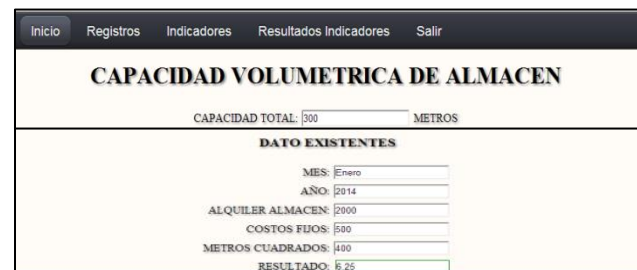 Inicio Registros Indicadores Resultados Indicadores Salir
CAPACIDAD VOLUMETRICA DE ALMACEN
CAPACIDAD TOTAL: 300 METROS
DATO EXISTENTES
MES: Enero
AÑO: 2014
ALQUILER ALMACEN: 2000
COSTOS FIJOS: 500
METROS CUADRADOS: 400
RESULTADO: 6.25